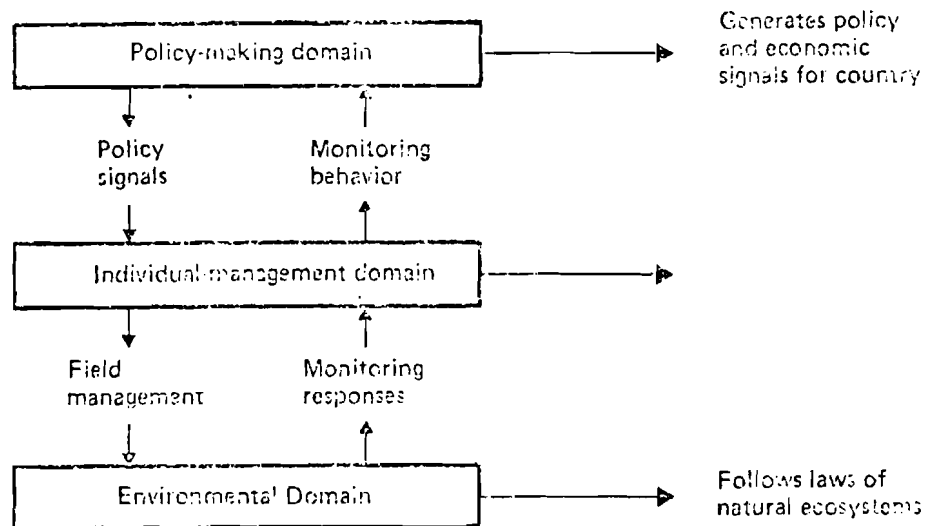 Policy-making domain
Generates policy
and economic
signals for country
Policy
signals
Monitoring
behavior
Individual-management domain
Field
management
Monitoring
responses
Environmental Domain
Follows laws of
natural ecosystems